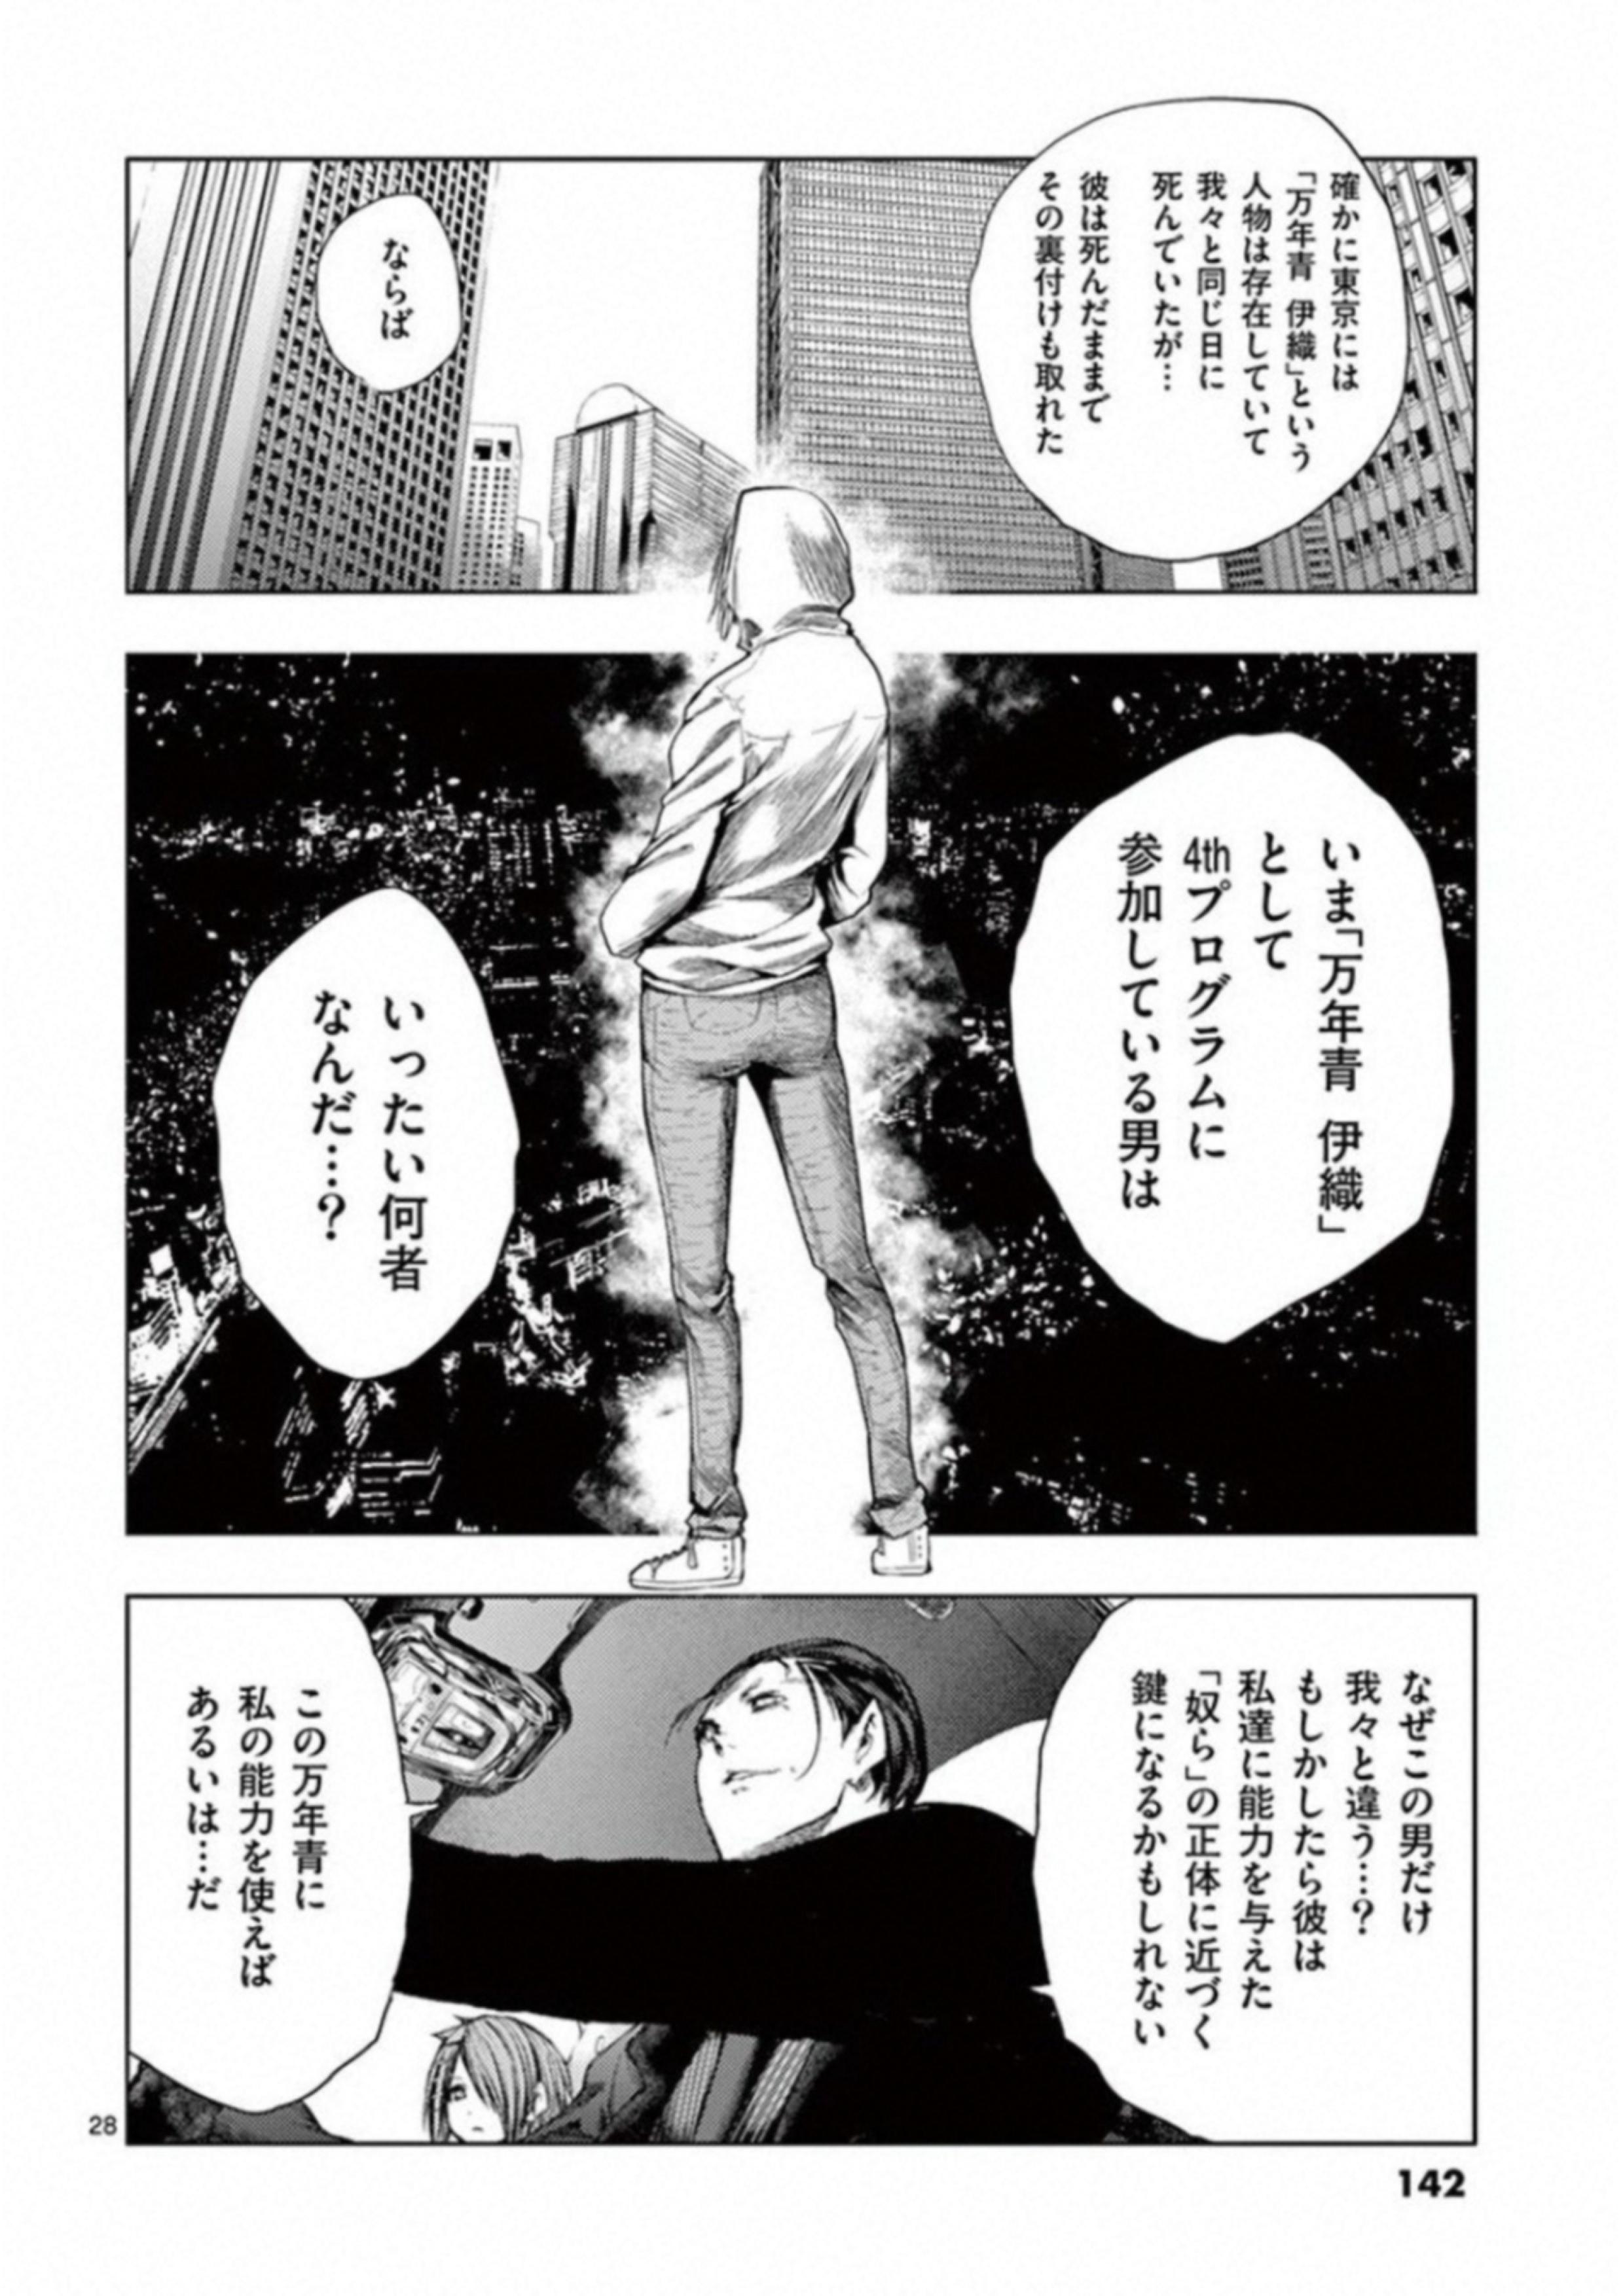 確かに東京には
「万年青 伊織」という
人物は存在していて
我々と同じ日に
死んでいたが…
彼は死んだままで
その裏付けも取れた
ならば
いま「万年青 伊織」
として
4thプログラムに
参加している男は
いったい何者
なんだ…？
なぜこの男だけ
我々と違う…？
もしかしたら彼は
私達に能力を与えた
「奴ら」の正体に近づく
鍵になるかもしれない
この万年青に
私の能力を使えば
あるいは…だ
28
142